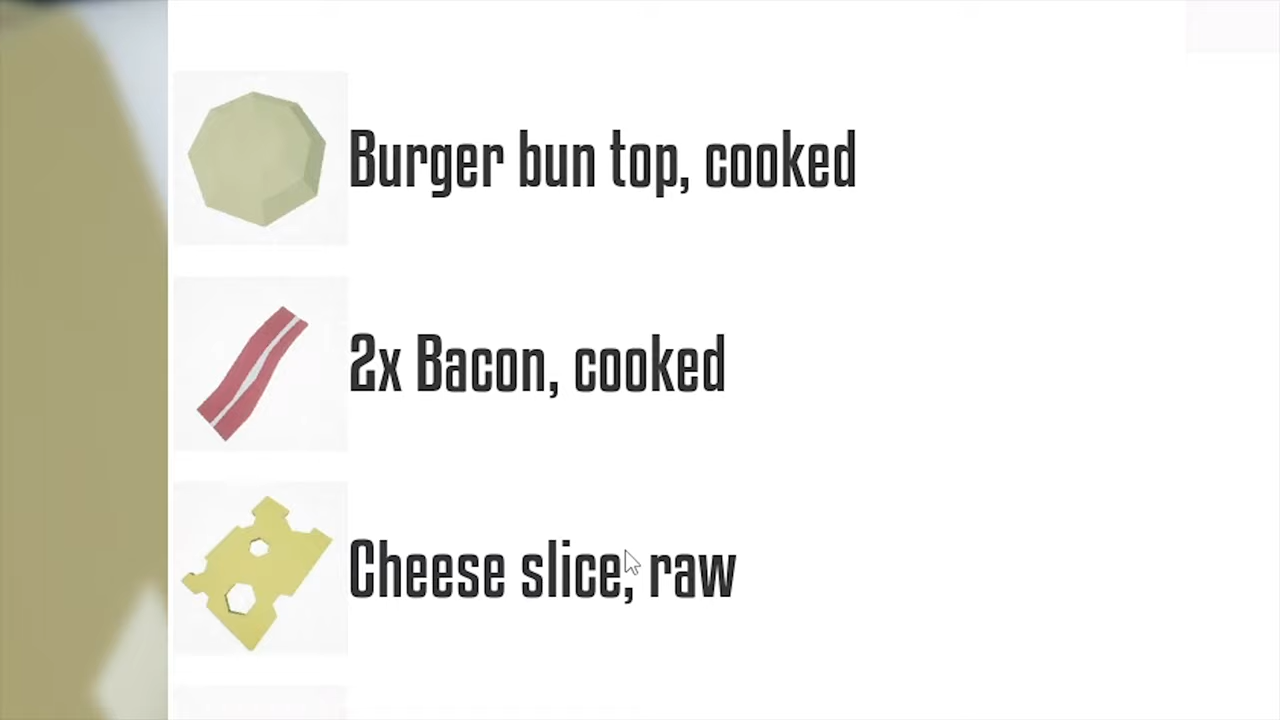 Burger bun top, cooked
2x Bacon, cooked
Cheese slice, raw